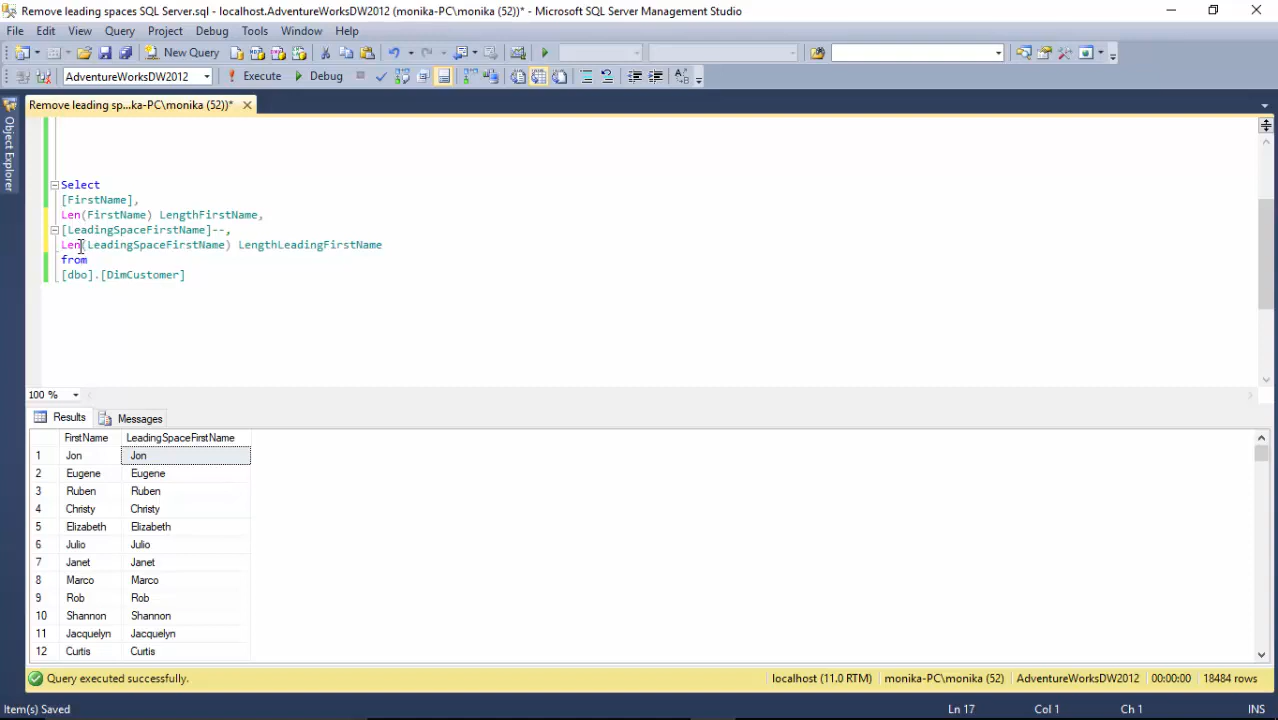 Remove leading spaces SQL Server.sql - localhost.AdventureWorksDW2012 (monika-PC\monika (52))* - Microsoft SQL Server Management Studio
File Edit View Query Project Debug Tools Window Help
New Query
AdventureWorksDW2012 Execute Debug
Remove leading sp...ka-PC\monika (52))*
Object Explorer
Select
[FirstName],
Len(FirstName) LengthFirstName,
[LeadingSpaceFirstName]--,
Len(LeadingSpaceFirstName) LengthLeadingFirstName
from
[dbo].[DimCustomer]
100 %
Results Messages
FirstName LeadingSpaceFirstName
1 Jon Jon
2 Eugene Eugene
3 Ruben Ruben
4 Christy Christy
5 Elizabeth Elizabeth
6 Julio Julio
7 Janet Janet
8 Marco Marco
9 Rob Rob
10 Shannon Shannon
11 Jacquelyn Jacquelyn
12 Curtis Curtis
Query executed successfully. localhost (11.0 RTM) monika-PC\monika (52) AdventureWorksDW2012 00:00:00 18484 rows
Item(s) Saved Ln 17 Col 1 Ch 1 INS